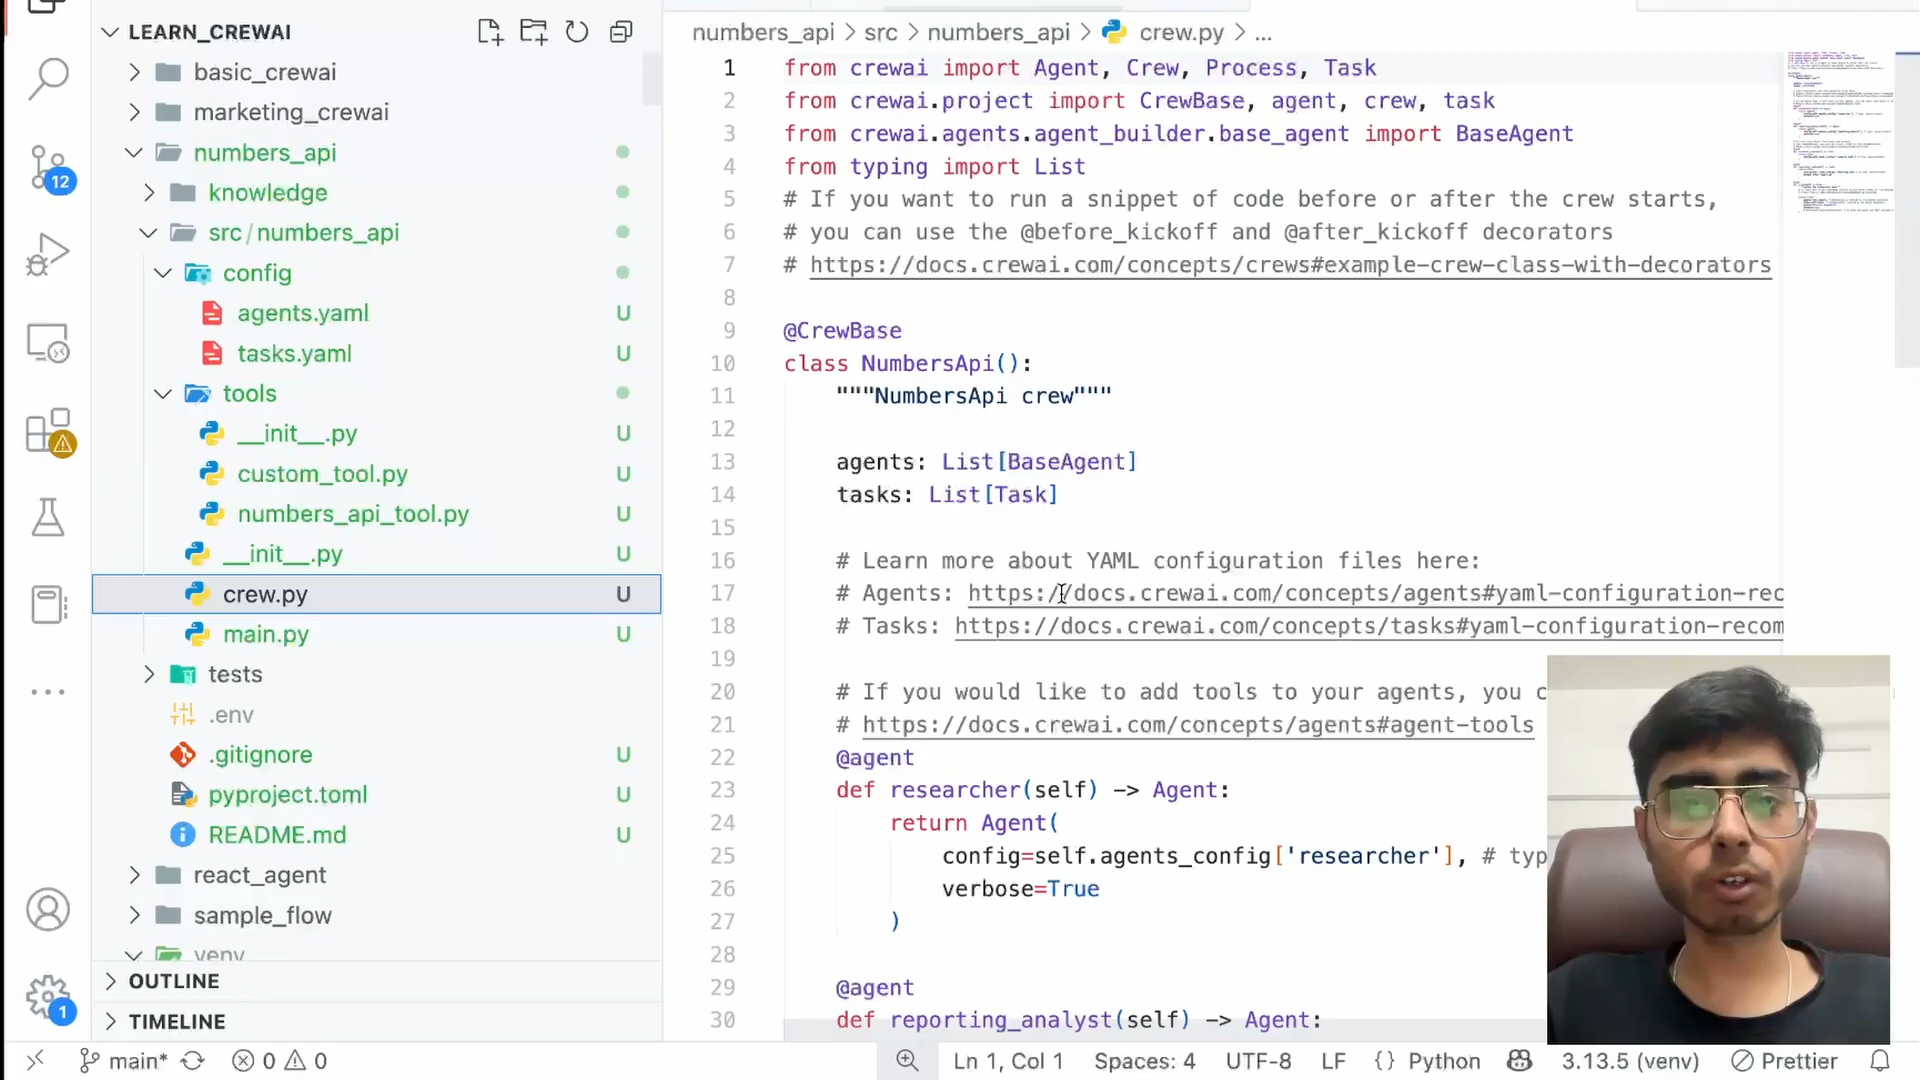 LEARN_CREWAI
basic_crewai
marketing_crewai
numbers_api
knowledge
src/numbers_api
config
agents.yaml U
tasks.yaml U
tools
__init__.py U
custom_tool.py U
numbers_api_tool.py U
__init__.py U
crew.py U
main.py U
tests
.env
.gitignore U
pyproject.toml U
README.md U
react_agent
sample_flow
venv
OUTLINE
TIMELINE
12
1
numbers_api > src > numbers_api > crew.py > ...
1 from crewai import Agent, Crew, Process, Task
2 from crewai.project import CrewBase, agent, crew, task
3 from crewai.agents.agent_builder.base_agent import BaseAgent
4 from typing import List
5 # If you want to run a snippet of code before or after the crew starts,
6 # you can use the @before_kickoff and @after_kickoff decorators
7 # https://docs.crewai.com/concepts/crews#example-crew-class-with-decorators
8
9 @CrewBase
10 class NumbersApi():
11 """NumbersApi crew"""
12
13 agents: List[BaseAgent]
14 tasks: List[Task]
15
16 # Learn more about YAML configuration files here:
17 # Agents: https://docs.crewai.com/concepts/agents#yaml-configuration-rec
18 # Tasks: https://docs.crewai.com/concepts/tasks#yaml-configuration-recom
19
20 # If you would like to add tools to your agents, you c
21 # https://docs.crewai.com/concepts/agents#agent-tools
22 @agent
23 def researcher(self) -> Agent:
24 return Agent(
25 config=self.agents_config['researcher'], # typ
26 verbose=True
27 )
28
29 @agent
30 def reporting_analyst(self) -> Agent:
main* 0 0 Ln 1, Col 1 Spaces: 4 UTF-8 LF {} Python 3.13.5 (venv) Prettier